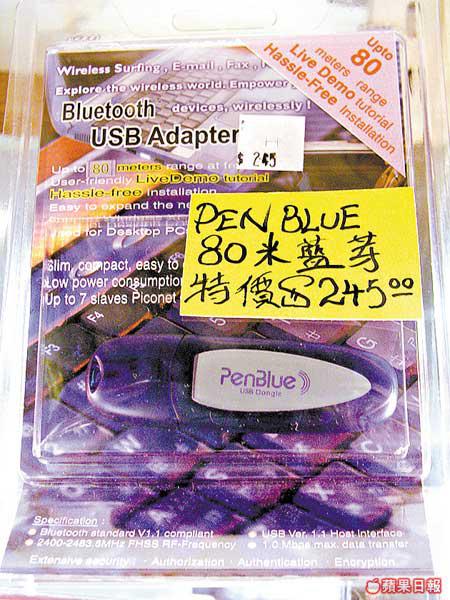 Upto
80
meters range
Live Demo tutorial
Hassle-Free Installation
Wireless Surfing, E-mail, Fax,
Explore the wireless world. Empower
devices, wirelessly!
Bluetooth
USB Adapter
$ 245
Up to 80 meters range at
User-friendly LiveDemo tutorial
Hassle-free installation
Easy to expand the
used for Desktop PC
Slim, compact, easy to
Low power consumption
Up to 7 slaves Piconet
PEN BLUE
80米藍芽
特價$245.00
PenBlue
USB Dongle
F4
F5
Specification :
Bluetooth standard V1.1 compliant
2400-2483.5MHz FHSS RF-Frequency
USB Ver. 1.1 Host Interface
1.0 Mbps max. data transfer
Extensive security : Authorization, Authentication, Encryption.
蘋果日報